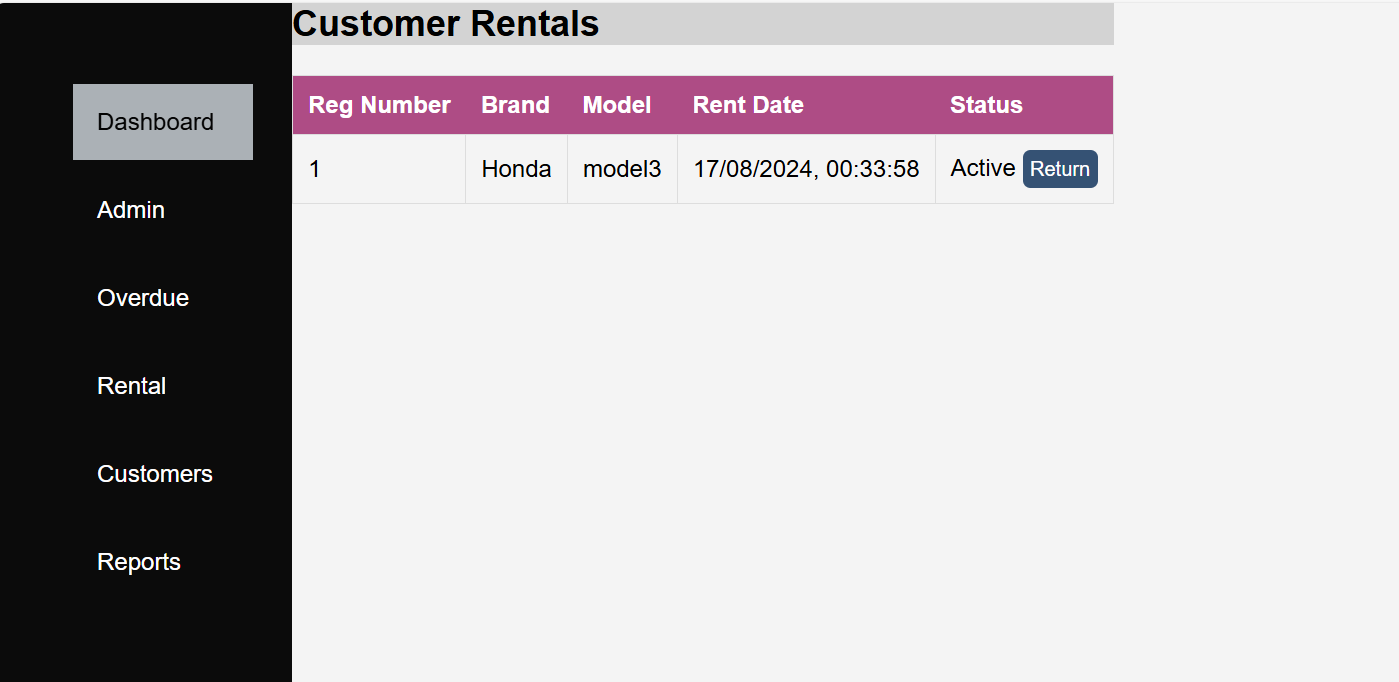 Customer Rentals
Dashboard
Admin
Overdue
Rental
Customers
Reports
Reg Number Brand Model Rent Date Status
1 Honda model3 17/08/2024, 00:33:58 Active Return